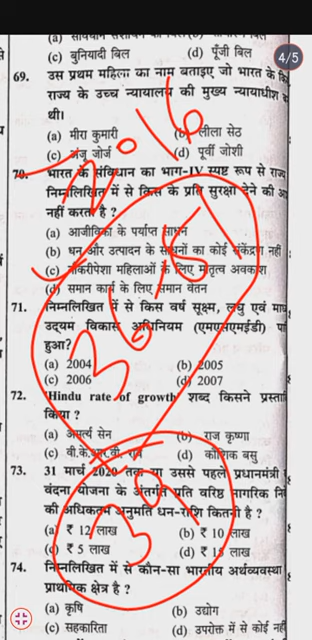 (c) बुनियादी बिल (d) पूँजी बिल
4/5
69. उस प्रथम महिला का नाम बताइए जो भारत के
राज्य के उच्च न्यायालय की मुख्य न्यायाधीश
थी।
(a) मीरा कुमारी (b) लीला सेठ
(c) अंजु जोर्ज (d) पूर्वी जोशी
2016
70. भारत के संविधान का भाग-IV स्पष्ट रूप से
निम्नलिखित में से किस के प्रति सुरक्षा देने की
नहीं करता है?
(a) आजीविका के पर्याप्त साधन
(b) धन और उत्पादन के साधनों का कोई संकेंद्रण नहीं
(c) नौकरीपेशा महिलाओं के लिए मातृत्व अवकाश
(d) समान कार्य के लिए समान वेतन
71. निम्नलिखित में से किस वर्ष सूक्ष्म, लघु एवं
उद्यम विकास अधिनियम (एमएसएमईडी)
हुआ?
(a) 2004 (b) 2005
(c) 2006 (d) 2007
72. Hindu rate of growth शब्द किसने
किया ?
(a) अमर्त्य सेन (b) राज कृष्णा
(c) वी.के.आर.वी. राव (d) कौशिक बसु
73. 31 मार्च 2020 तक या उससे पहले प्रधानमंत्री
वंदना योजना के अंतर्गत प्रति वरिष्ठ नागरिक
की अधिकतम अनुमति धन-राशि कितनी है ?
(a) ₹ 12 लाख (b) ₹ 10 लाख
(c) ₹ 5 लाख (d) ₹ 15 लाख
39
74. निम्नलिखित में से कौन-सा भारतीय अर्थव्यवस्था
प्राथमिक क्षेत्र है ?
(a) कृषि (b) उद्योग
(c) सहकारिता (d) उपरोक्त में से कोई नहीं